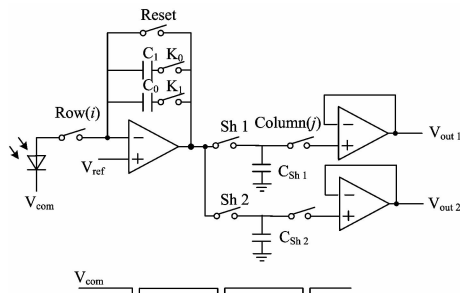 Reset
C1 K0
C0 K1
Row(i)
Vref
Vcom
Sh 1
Column(j)
Vout 1
CSh 1
Sh 2
Vout 2
CSh 2
Vcom